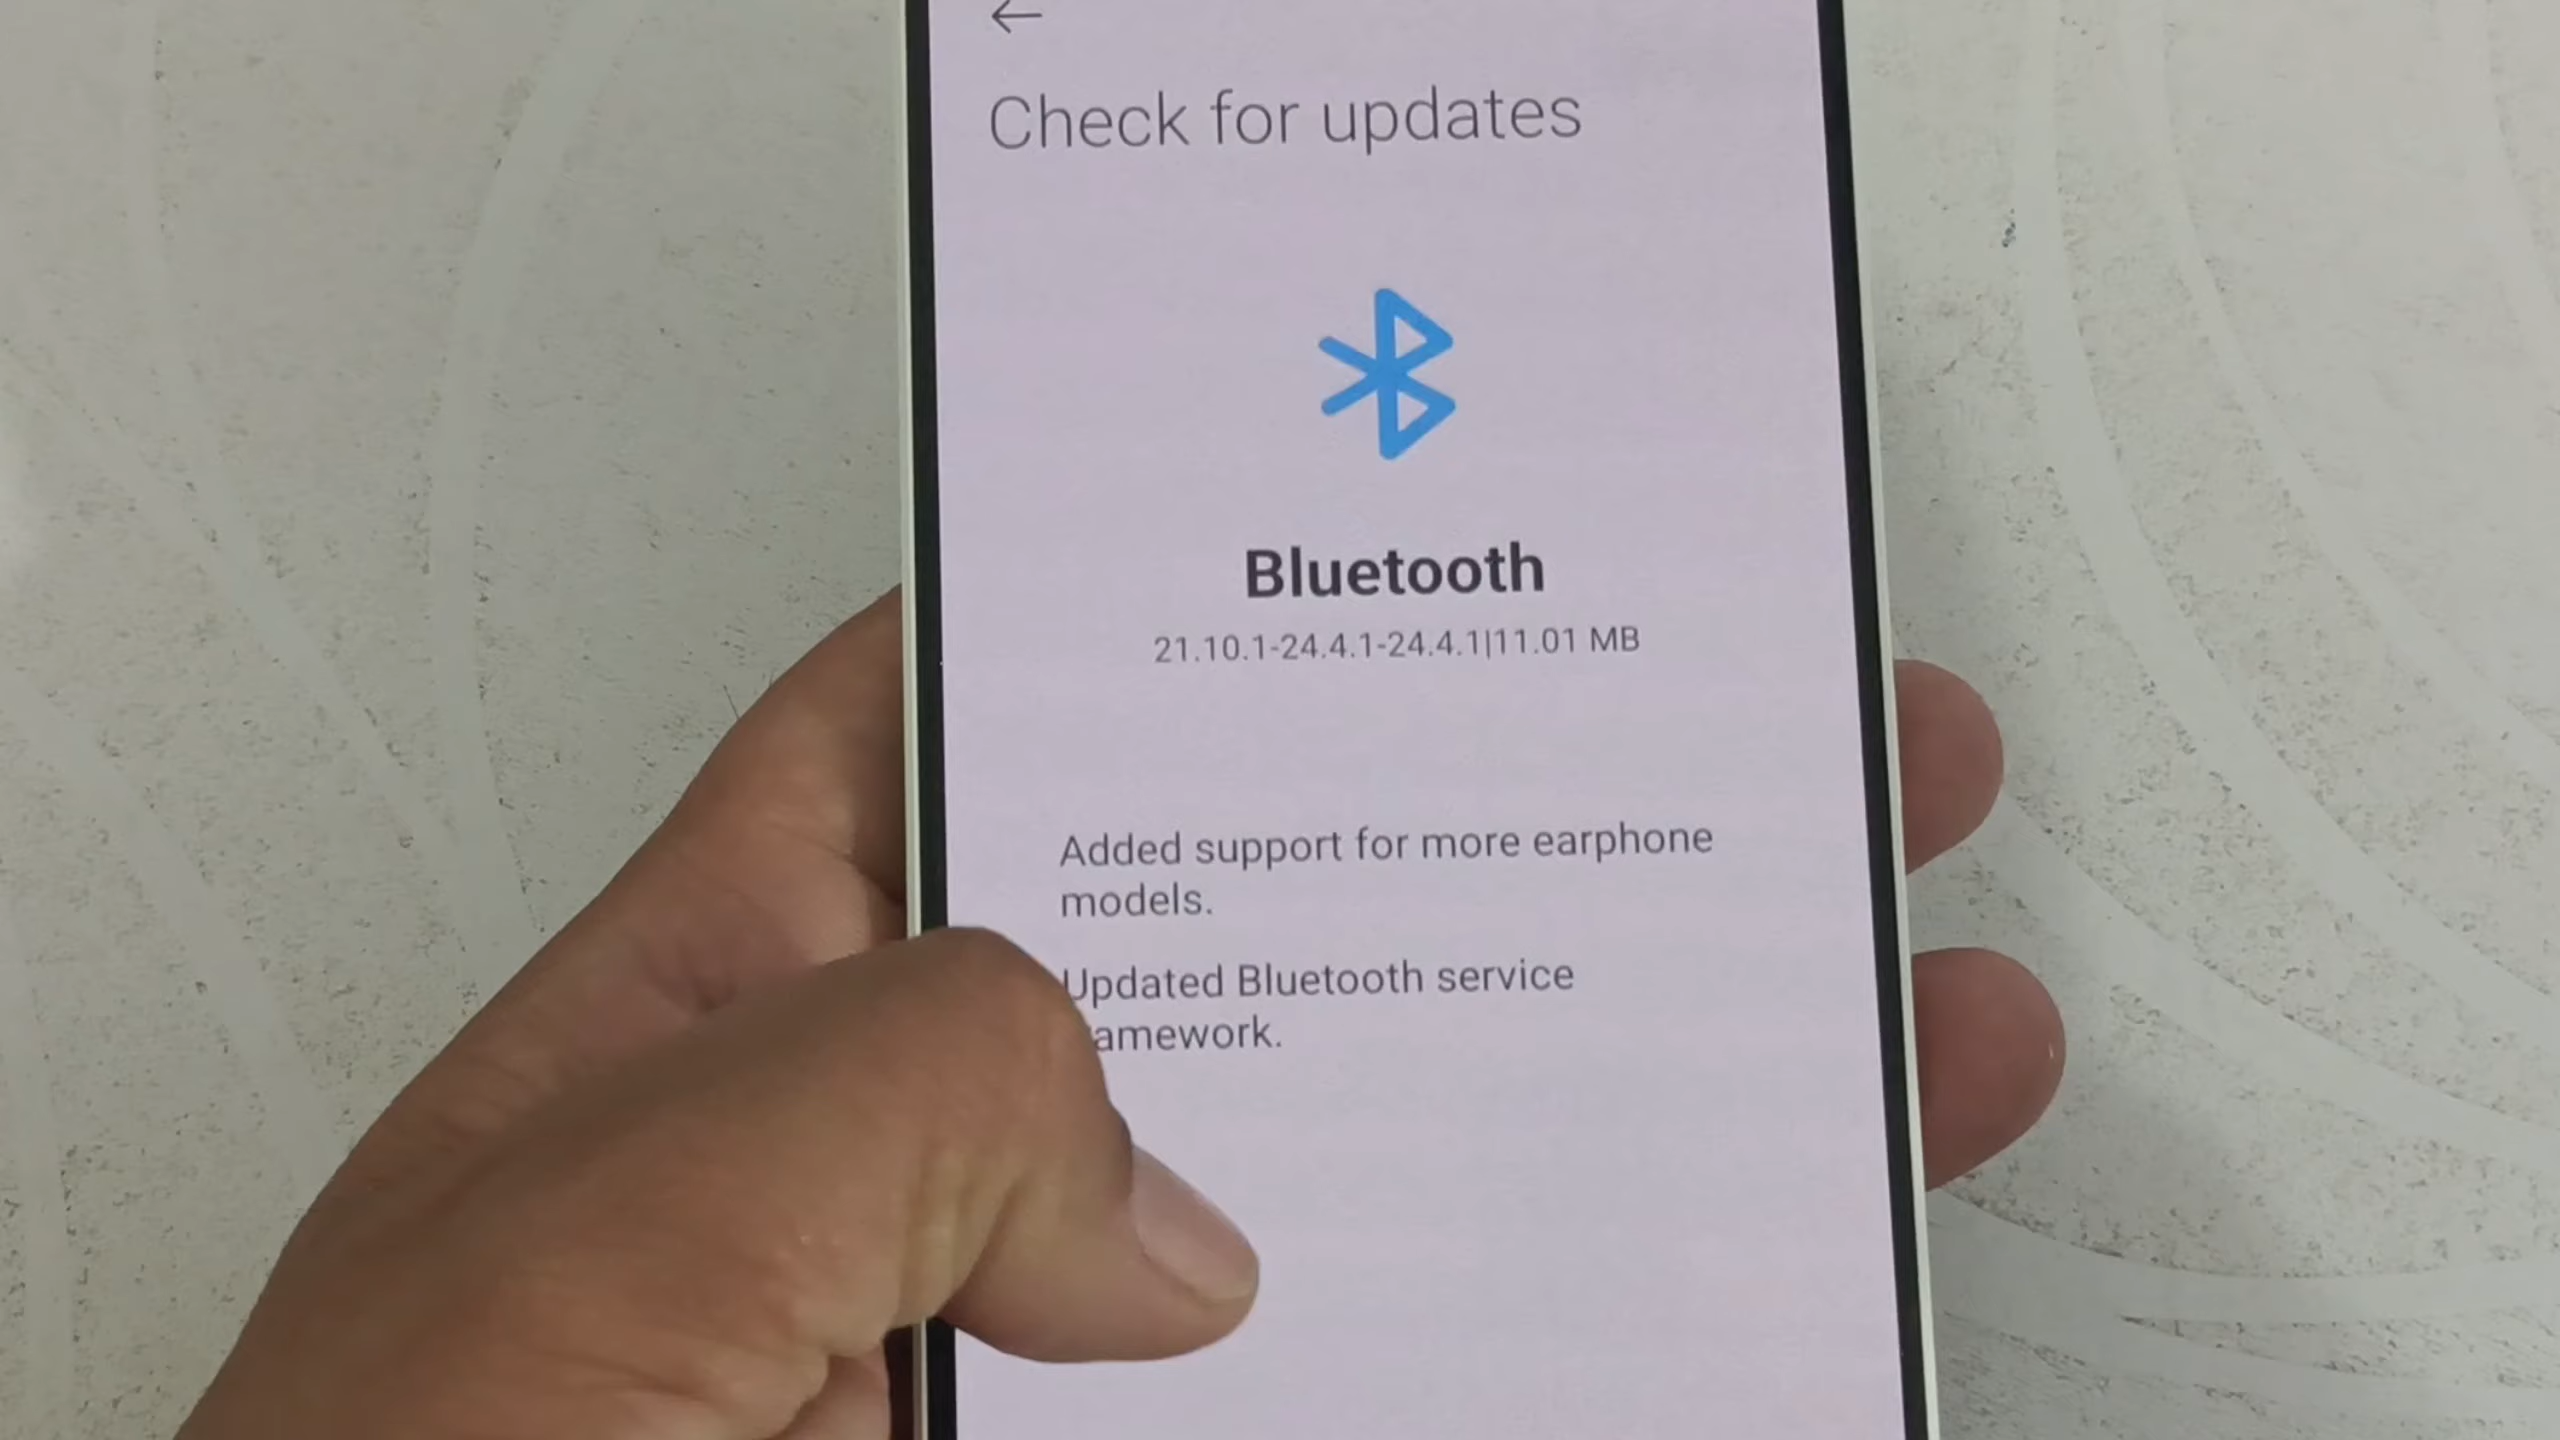 Check for updates
Bluetooth
21.10.1-24.4.1-24.4.1|11.01 MB
Added support for more earphone
models.
Updated Bluetooth service
amework.